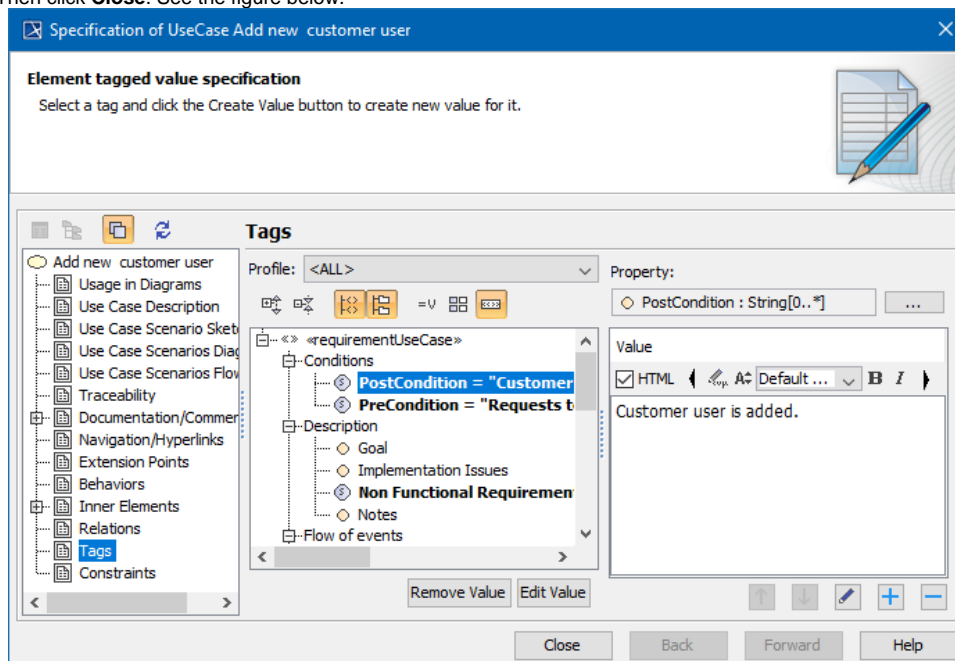 Then click Close. See the figure below.
Specification of UseCase Add new customer user
Element tagged value specification
Select a tag and click the Create Value button to create new value for it.
Tags
Add new customer user
Usage in Diagrams
Use Case Description
Use Case Scenario Sket
Use Case Scenarios Diag
Use Case Scenarios Flow
Traceability
Documentation/Commer
Navigation/Hyperlinks
Extension Points
Behaviors
Inner Elements
Relations
Tags
Constraints
Profile: <ALL>
=v
«» «requirementUseCase»
Conditions
PostCondition = "Customer
PreCondition = "Requests t
Description
Goal
Implementation Issues
Non Functional Requiremen
Notes
Flow of events
Remove Value Edit Value
Property:
PostCondition : String[0..*] ...
Value
HTML Default ... B I
Customer user is added.
Close Back Forward Help